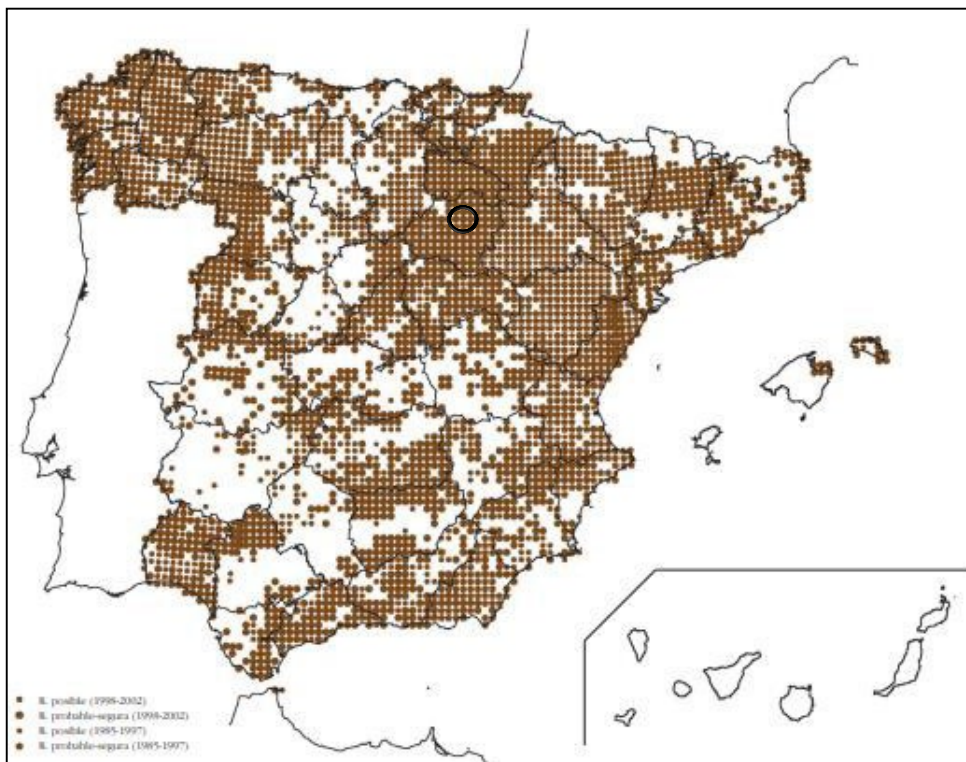 R. posible (1998-2002)
R. probable-segura (1998-2002)
R. posible (1985-1997)
R. probable-segura (1985-1997)